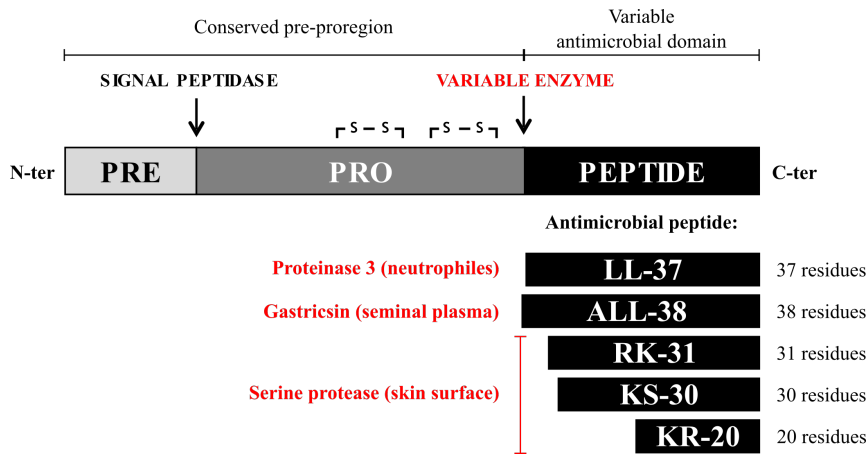 Conserved pre-proregion
Variable
antimicrobial domain
SIGNAL PEPTIDASE
VARIABLE ENZYME
S S
S S
N-ter
PRE
PRO
PEPTIDE
C-ter
Antimicrobial peptide:
Proteinase 3 (neutrophiles)
LL-37
37 residues
Gastricsin (seminal plasma)
ALL-38
38 residues
RK-31
31 residues
Serine protease (skin surface)
KS-30
30 residues
KR-20
20 residues